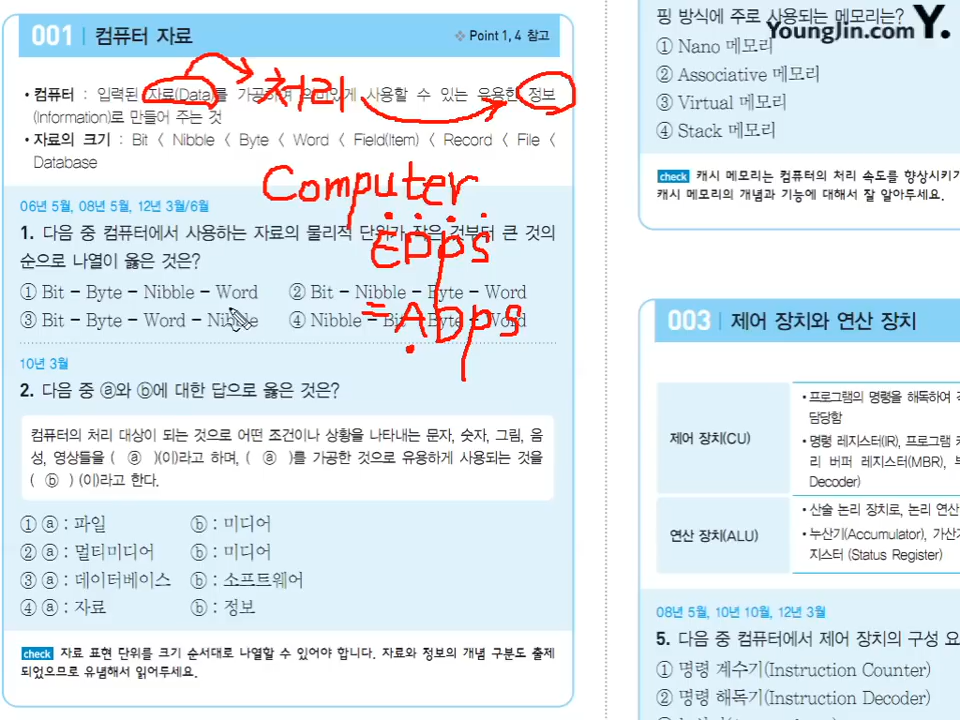 001 컴퓨터 자료
❖ Point 1, 4 참고
• 컴퓨터 : 입력된 자료(Data)를 가공하여 의미있게 사용할 수 있는 유용한 정보
(Information)로 만들어 주는 것
• 자료의 크기 : Bit < Nibble < Byte < Word < Field(Item) < Record < File <
Database
처리
Computer
EDPS
= ADPS
06년 5월, 08년 5월, 12년 3월/6월
1. 다음 중 컴퓨터에서 사용하는 자료의 물리적 단위가 작은 것부터 큰 것의
순으로 나열이 옳은 것은?
① Bit – Byte – Nibble – Word ② Bit – Nibble – Byte – Word
③ Bit – Byte – Word – Nibble ④ Nibble – Bit – Byte – Word
10년 3월
2. 다음 중 ⓐ와 ⓑ에 대한 답으로 옳은 것은?
컴퓨터의 처리 대상이 되는 것으로 어떤 조건이나 상황을 나타내는 문자, 숫자, 그림, 음
성, 영상들을 ( ⓐ )(이)라고 하며, ( ⓐ )를 가공한 것으로 유용하게 사용되는 것을
( ⓑ ) (이)라고 한다.
① ⓐ : 파일 ⓑ : 미디어
② ⓐ : 멀티미디어 ⓑ : 미디어
③ ⓐ : 데이터베이스 ⓑ : 소프트웨어
④ ⓐ : 자료 ⓑ : 정보
check 자료 표현 단위를 크기 순서대로 나열할 수 있어야 합니다. 자료와 정보의 개념 구분도 출제
되었으므로 유념해서 읽어두세요.
핑 방식에 주로 사용되는 메모리는?
YoungJin.com Y.
① Nano 메모리
② Associative 메모리
③ Virtual 메모리
④ Stack 메모리
check 캐시 메모리는 컴퓨터의 처리 속도를 향상시키기
캐시 메모리의 개념과 기능에 대해서 잘 알아두세요.
003 제어 장치와 연산 장치
제어 장치(CU)
• 프로그램의 명령을 해독하여
담당함
• 명령 레지스터(IR), 프로그램
리 버퍼 레지스터(MBR),
Decoder)
연산 장치(ALU)
• 산술 논리 장치로, 논리 연산
• 누산기(Accumulator), 가산기
지스터 (Status Register)
08년 5월, 10년 10월, 12년 3월
5. 다음 중 컴퓨터에서 제어 장치의 구성 요
① 명령 계수기(Instruction Counter)
② 명령 해독기(Instruction Decoder)